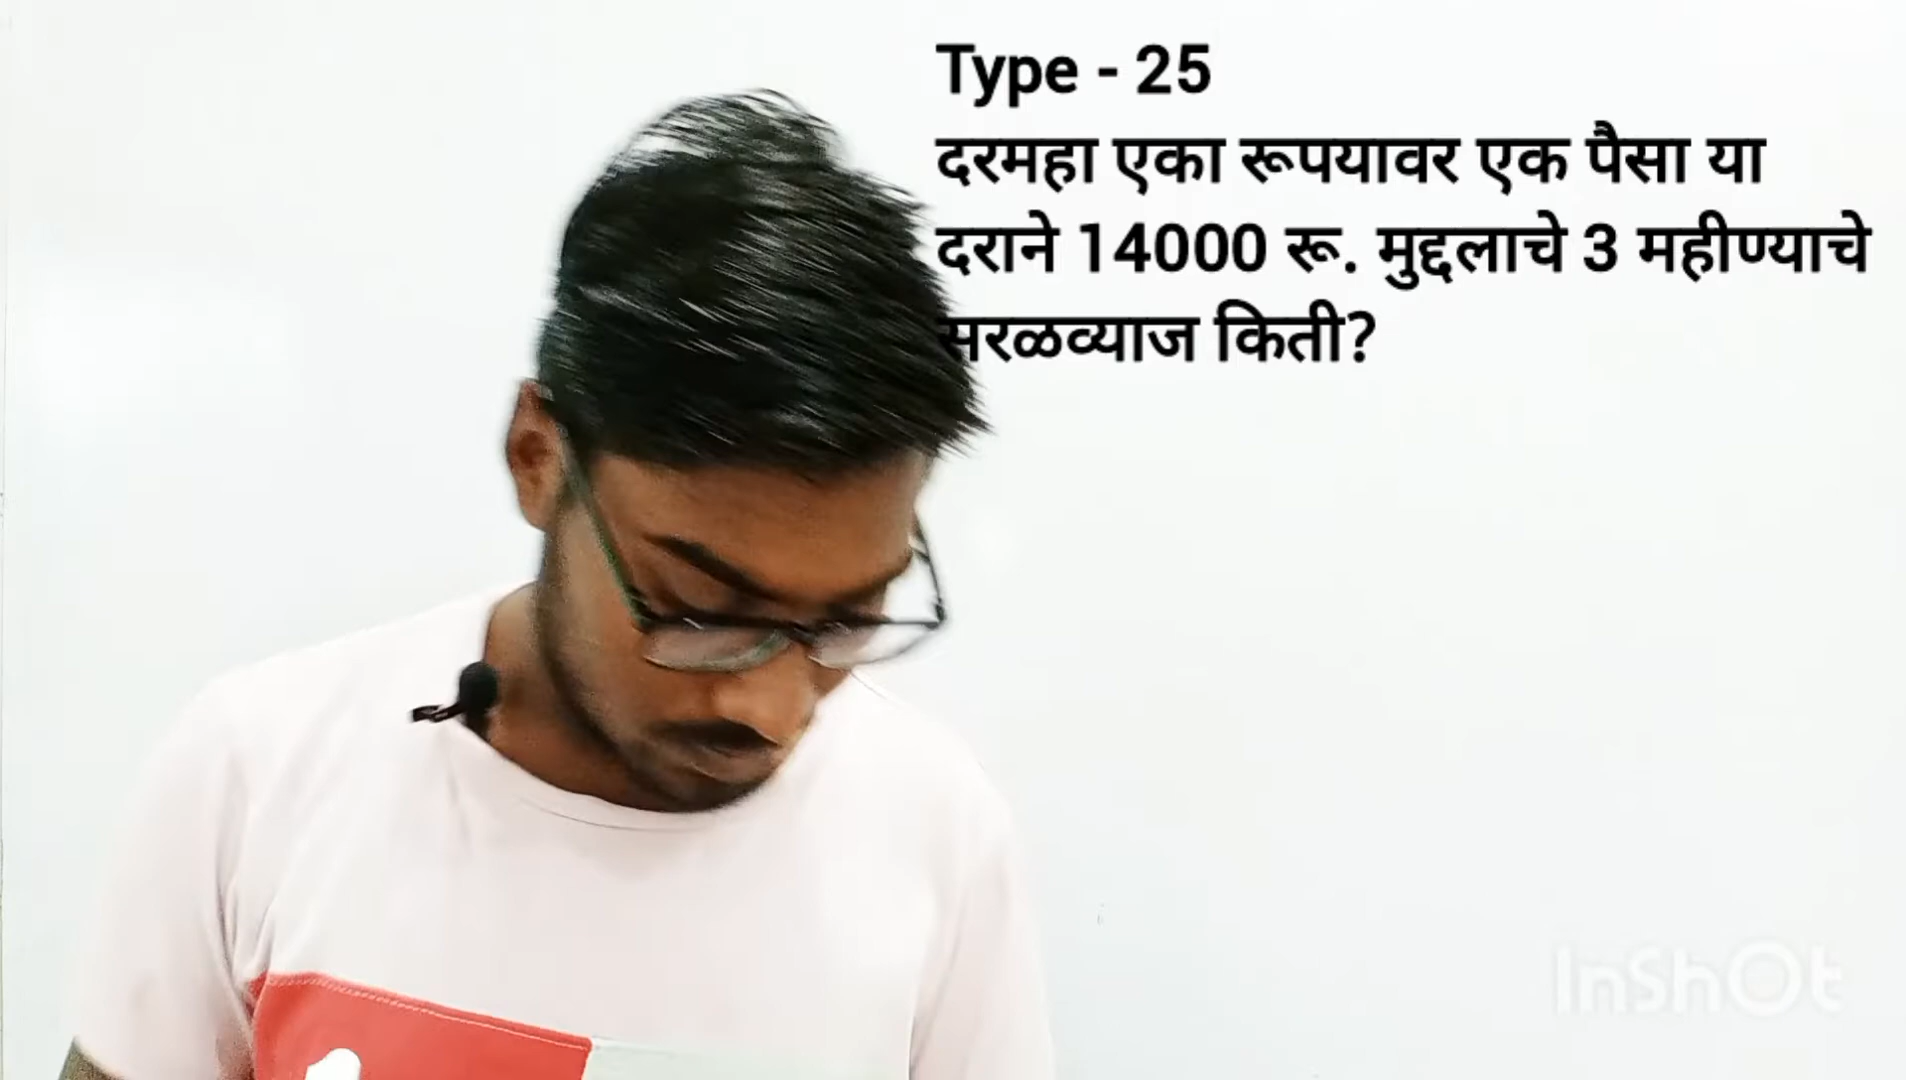 Type - 25
दरमहा एका रूपयावर एक पैसा या
दराने 14000 रू. मुद्दलाचे 3 महीण्याचे
सरळव्याज किती?
InShOt